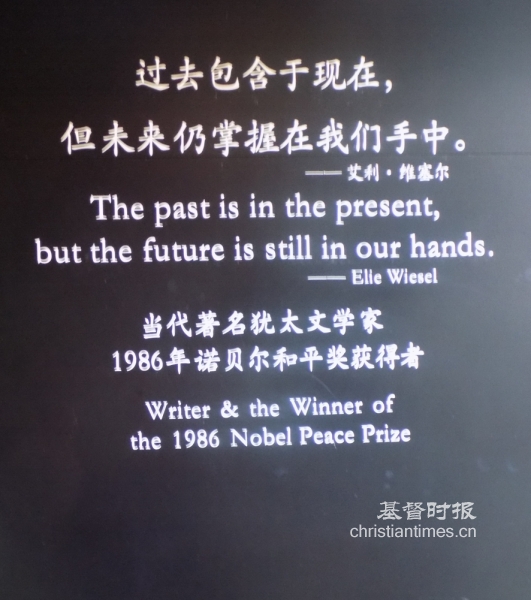 过去包含于现在，
但未来仍掌握在我们手中。
—— 艾利·维塞尔
The past is in the present,
but the future is still in our hands.
—— Elie Wiesel
当代著名犹太文学家
1986年诺贝尔和平奖获得者
Writer & the Winner of
the 1986 Nobel Peace Prize
基督时报
christiantimes.cn